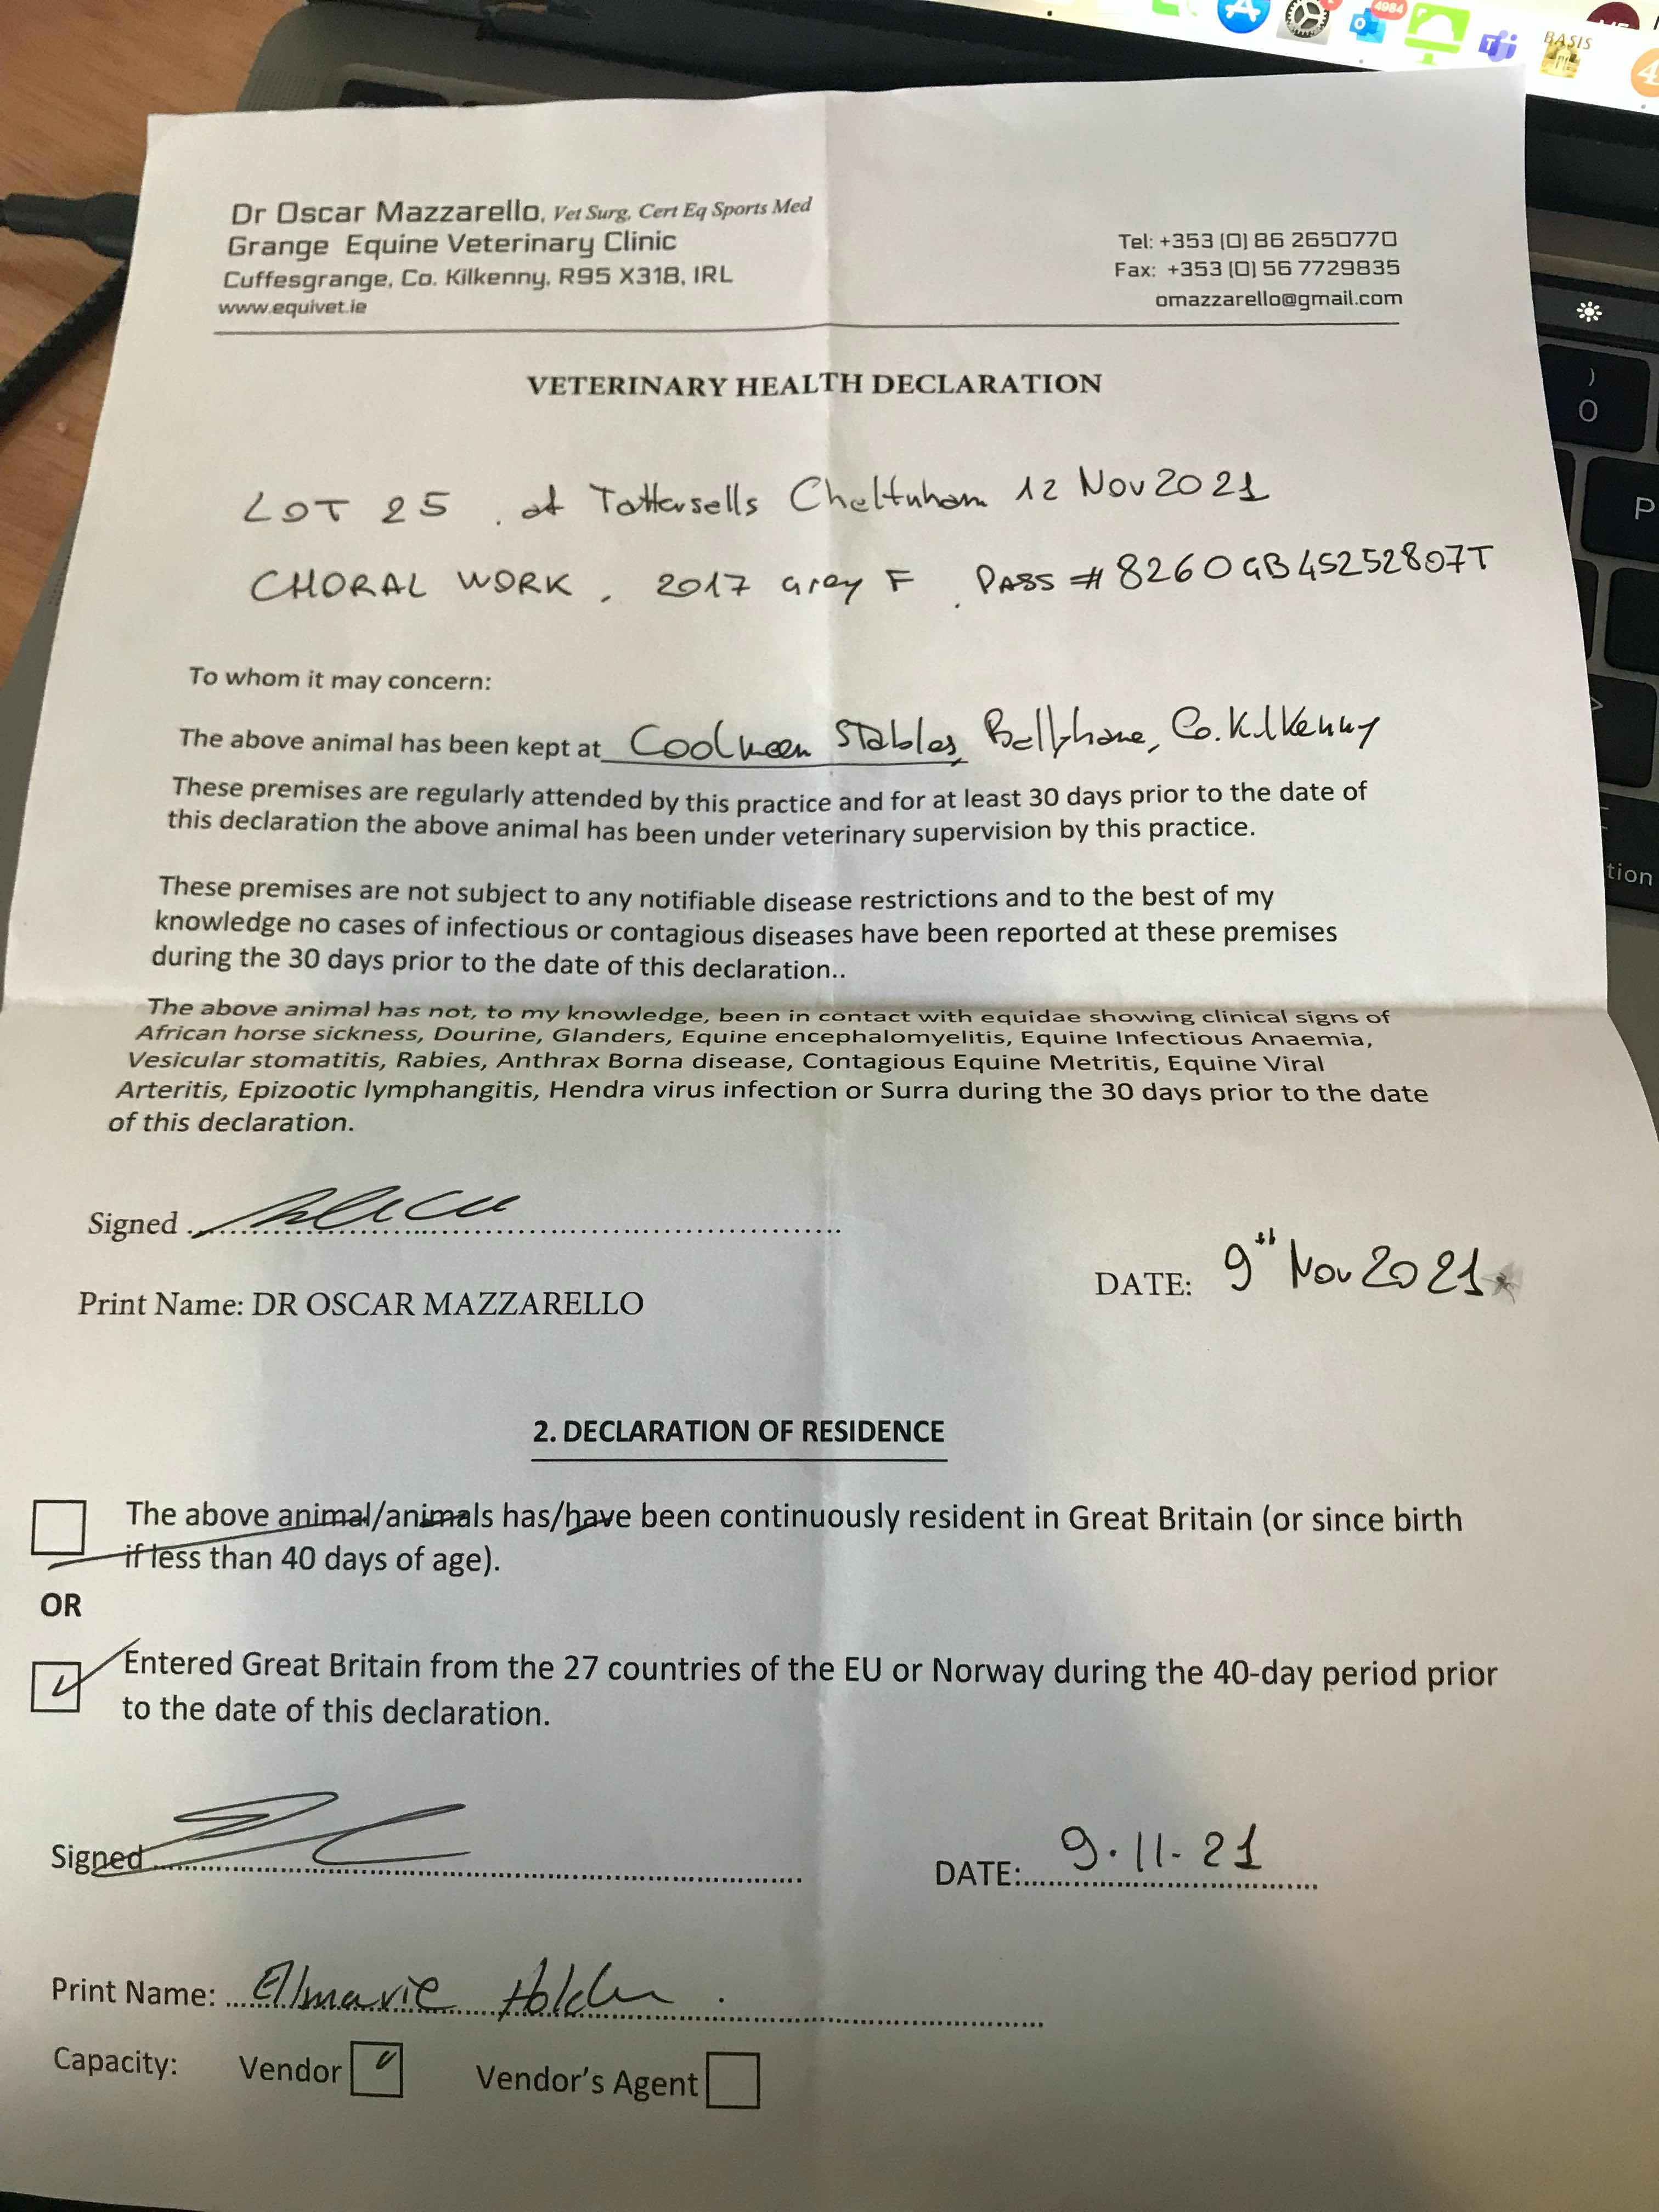 4984
BASIS
Dr Oscar Mazzarello, Vet Surg, Cert Eq Sports Med
Grange Equine Veterinary Clinic
Cuffesgrange, Co. Kilkenny, R95 X318, IRL
www.equivet.ie
Tel: +353 (0) 86 2650770
Fax: +353 (0) 56 7729835
omazzarello@gmail.com
VETERINARY HEALTH DECLARATION
LOT 25 . at Tattersells Cheltnham 12 Nov 2021
CHORAL WORK , 2017 Grey F . PASS # 8260GB45252807T
To whom it may concern:
The above animal has been kept at Coolmeen Stables, Co. Kilkenny
These premises are regularly attended by this practice and for at least 30 days prior to the date of
this declaration the above animal has been under veterinary supervision by this practice.
These premises are not subject to any notifiable disease restrictions and to the best of my
knowledge no cases of infectious or contagious diseases have been reported at these premises
during the 30 days prior to the date of this declaration..
The above animal has not, to my knowledge, been in contact with equidae showing clinical signs of
African horse sickness, Dourine, Glanders, Equine encephalomyelitis, Equine Infectious Anaemia,
Vesicular stomatitis, Rabies, Anthrax Borna disease, Contagious Equine Metritis, Equine Viral
Arteritis, Epizootic lymphangitis, Hendra virus infection or Surra during the 30 days prior to the date
of this declaration.
Signed
DATE: 9th Nov 2021
Print Name: DR OSCAR MAZZARELLO
2. DECLARATION OF RESIDENCE
The above animal/animals has/have been continuously resident in Great Britain (or since birth
if less than 40 days of age).
OR
Entered Great Britain from the 27 countries of the EU or Norway during the 40-day period prior
to the date of this declaration.
Signed
DATE: 9.11.21
Print Name: Ellmarie Holden
Capacity: Vendor Vendor's Agent
)
0
P
>
tion